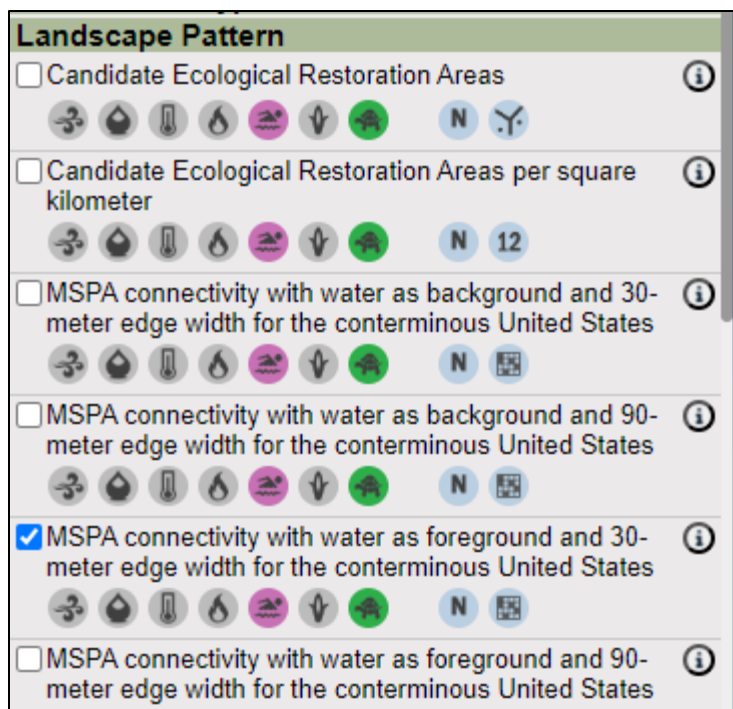 Landscape Pattern
Candidate Ecological Restoration Areas
N
Candidate Ecological Restoration Areas per square
kilometer
N 12
MSPA connectivity with water as background and 30-
meter edge width for the conterminous United States
N
MSPA connectivity with water as background and 90-
meter edge width for the conterminous United States
N
MSPA connectivity with water as foreground and 30-
meter edge width for the conterminous United States
N
MSPA connectivity with water as foreground and 90-
meter edge width for the conterminous United States